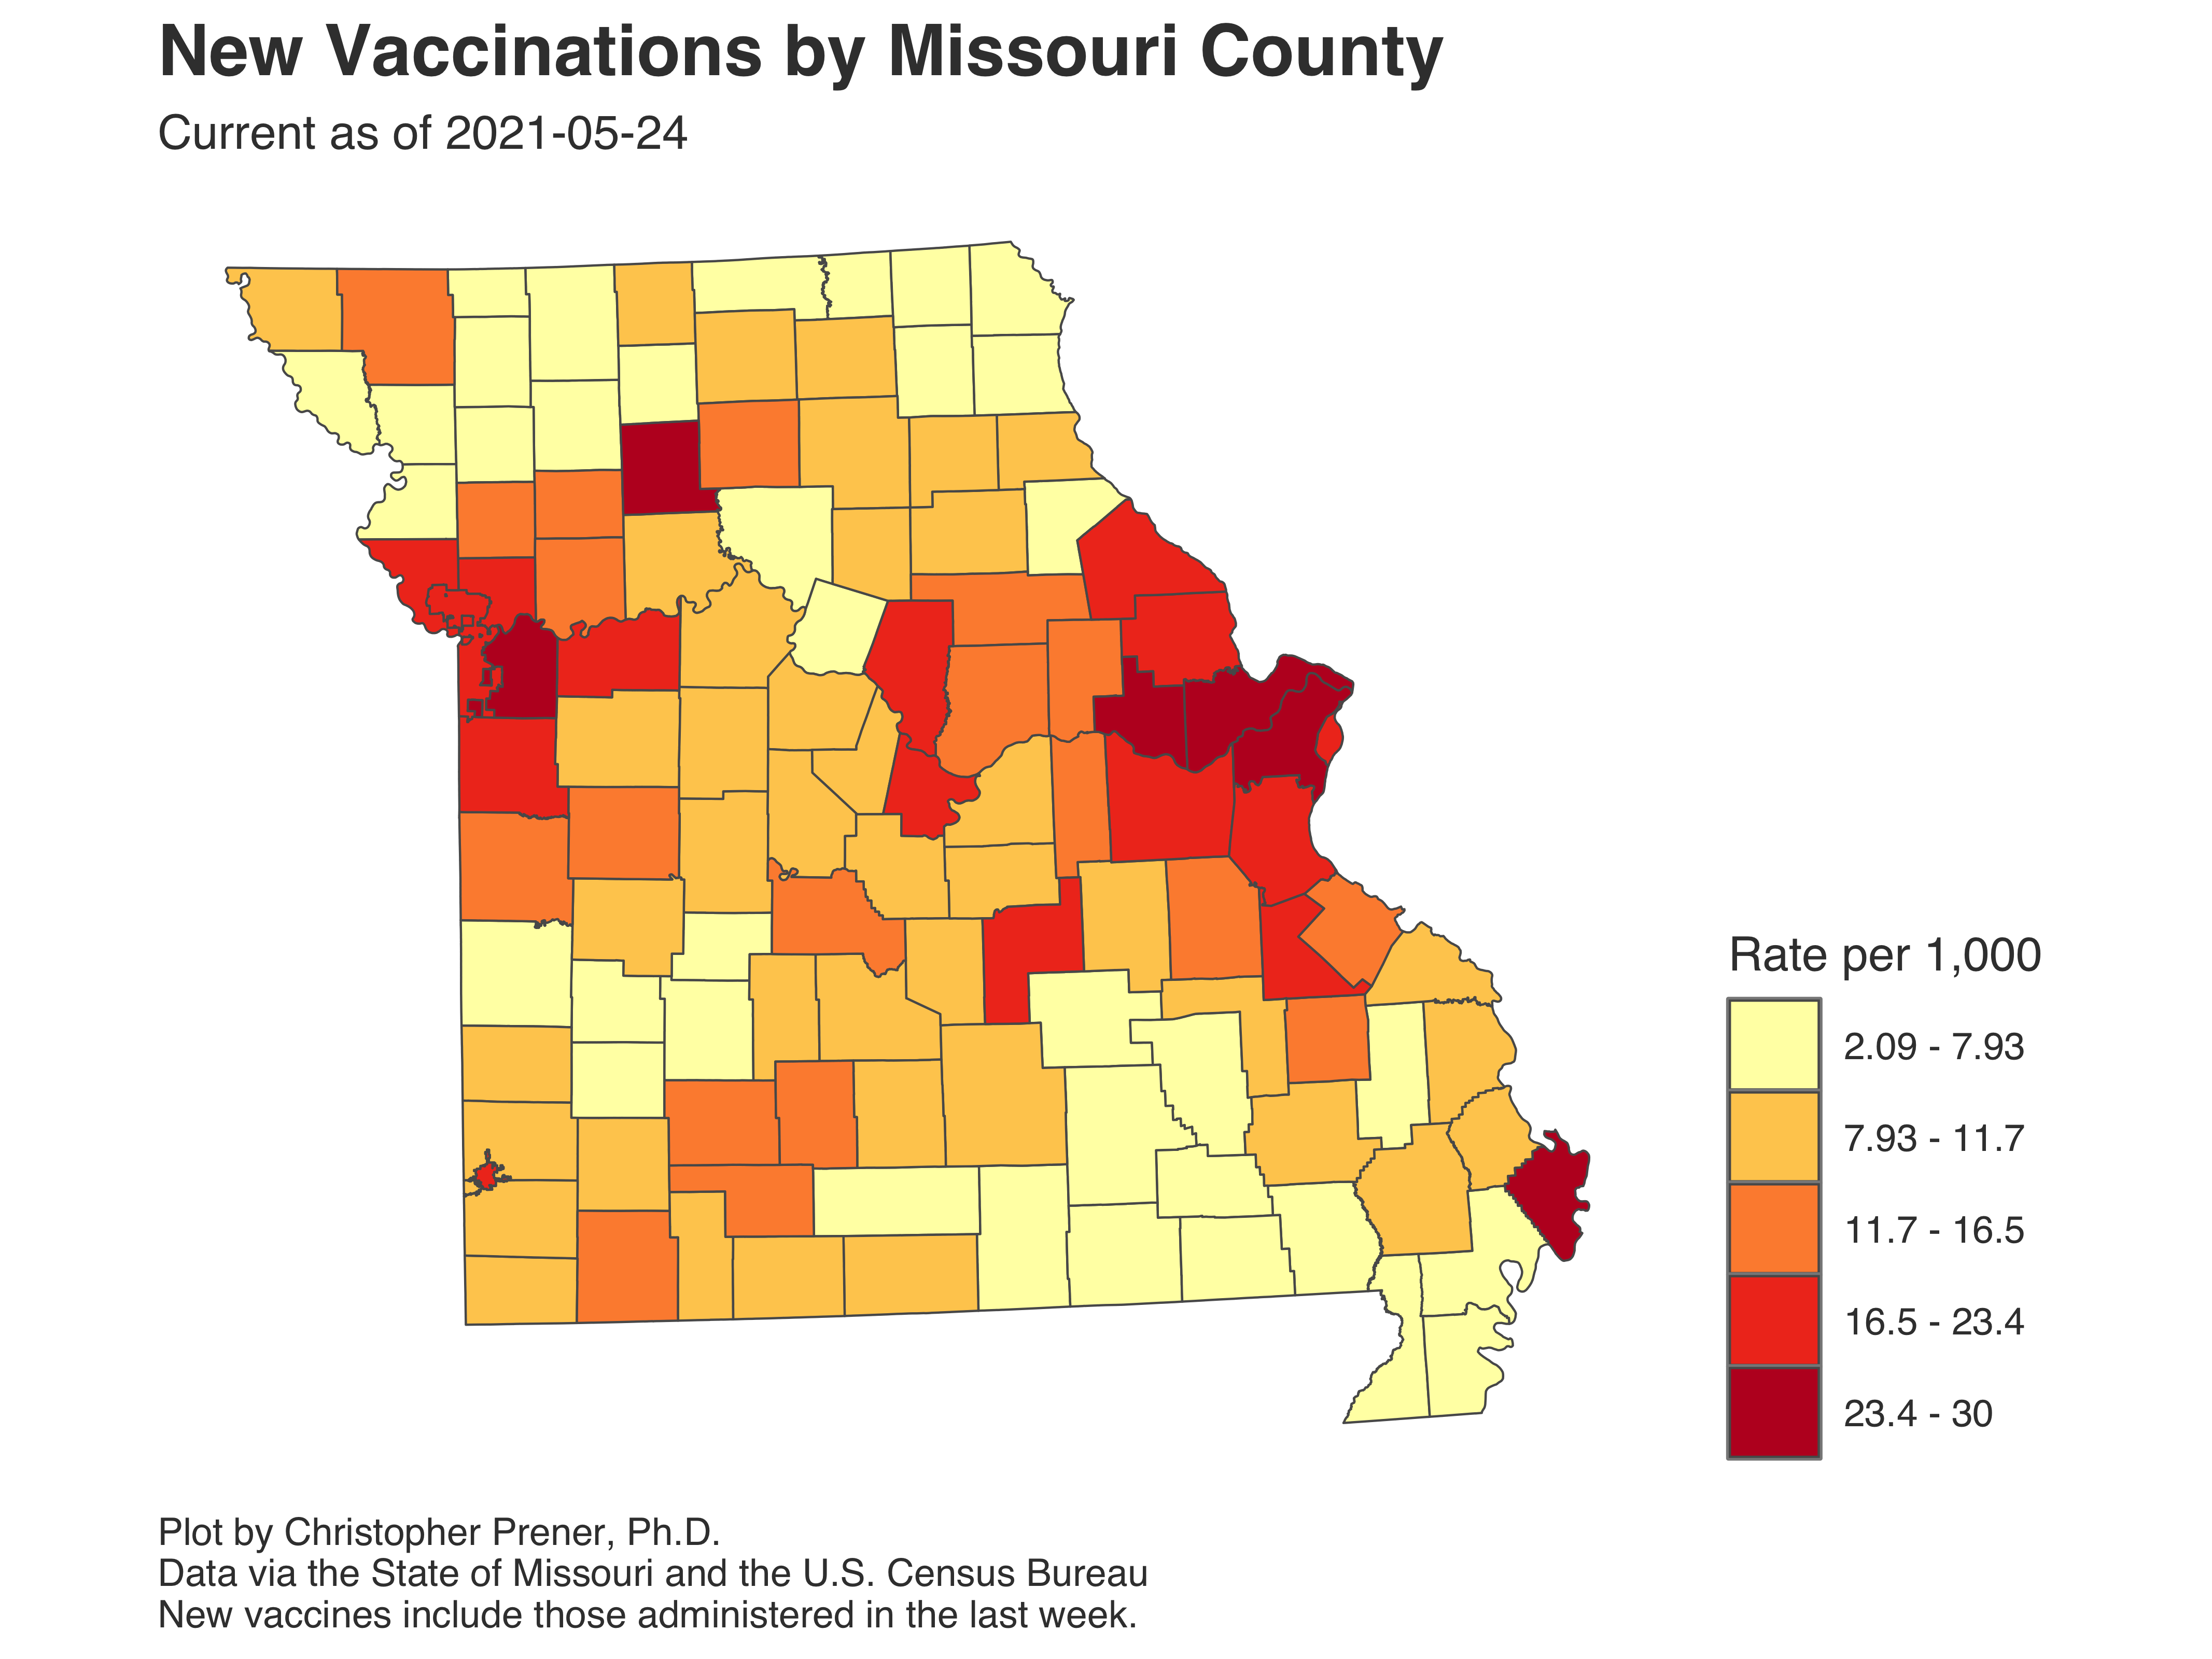 New Vaccinations by Missouri County
Current as of 2021-05-24
Rate per 1,000
2.09 - 7.93
7.93 - 11.7
11.7 - 16.5
16.5 - 23.4
23.4 - 30
Plot by Christopher Prener, Ph.D.
Data via the State of Missouri and the U.S. Census Bureau
New vaccines include those administered in the last week.